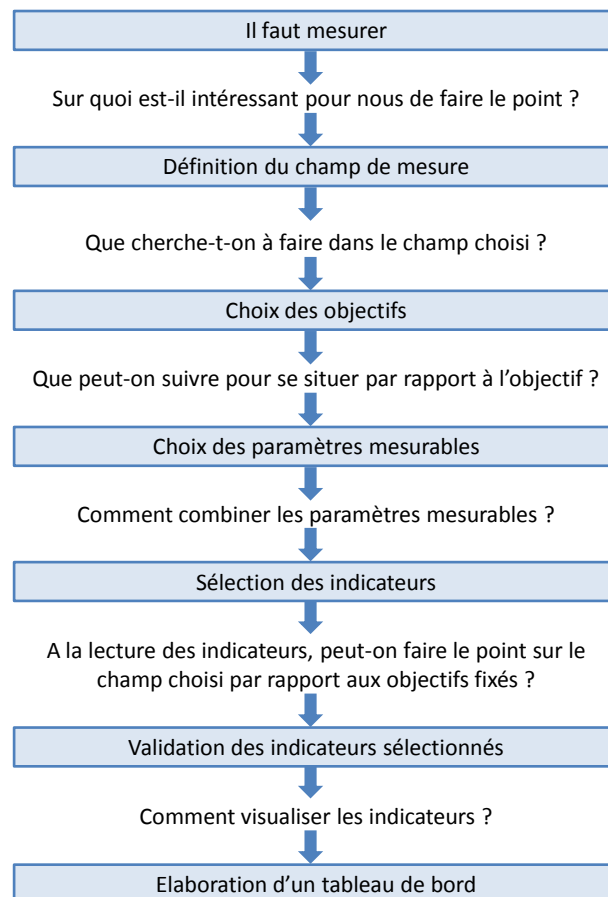 Il faut mesurer
Sur quoi est-il intéressant pour nous de faire le point ?
Définition du champ de mesure
Que cherche-t-on à faire dans le champ choisi ?
Choix des objectifs
Que peut-on suivre pour se situer par rapport à l’objectif ?
Choix des paramètres mesurables
Comment combiner les paramètres mesurables ?
Sélection des indicateurs
A la lecture des indicateurs, peut-on faire le point sur le
champ choisi par rapport aux objectifs fixés ?
Validation des indicateurs sélectionnés
Comment visualiser les indicateurs ?
Elaboration d’un tableau de bord